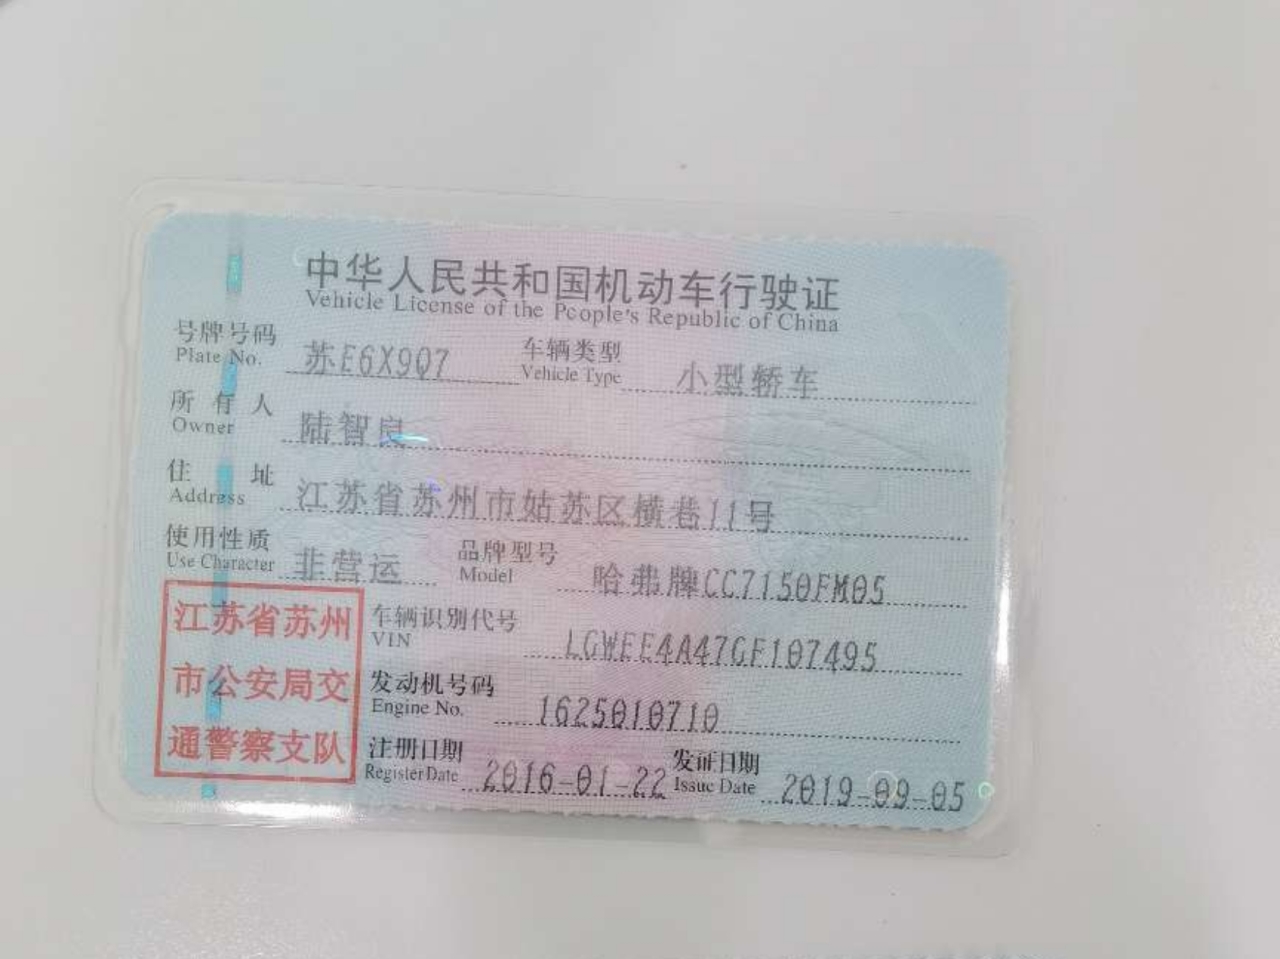 中华人民共和国机动车行驶证
Vehicle License of the People's Republic of China
号牌号码 苏E6X9Q7 车辆类型 小型轿车
Plate No. Vehicle Type
所有人 陆智良
Owner
住址 江苏省苏州市姑苏区横巷11号
Address
使用性质 非营运 品牌型号 哈弗牌CC7150FM05
Use Character Model
江苏省苏州
市公安局交
通警察支队
车辆识别代号 LGWEE4A47GF107495
VIN
发动机号码 1625010710
Engine No.
注册日期 2016-01-22 发证日期 2019-09-05
Register Date Issue Date